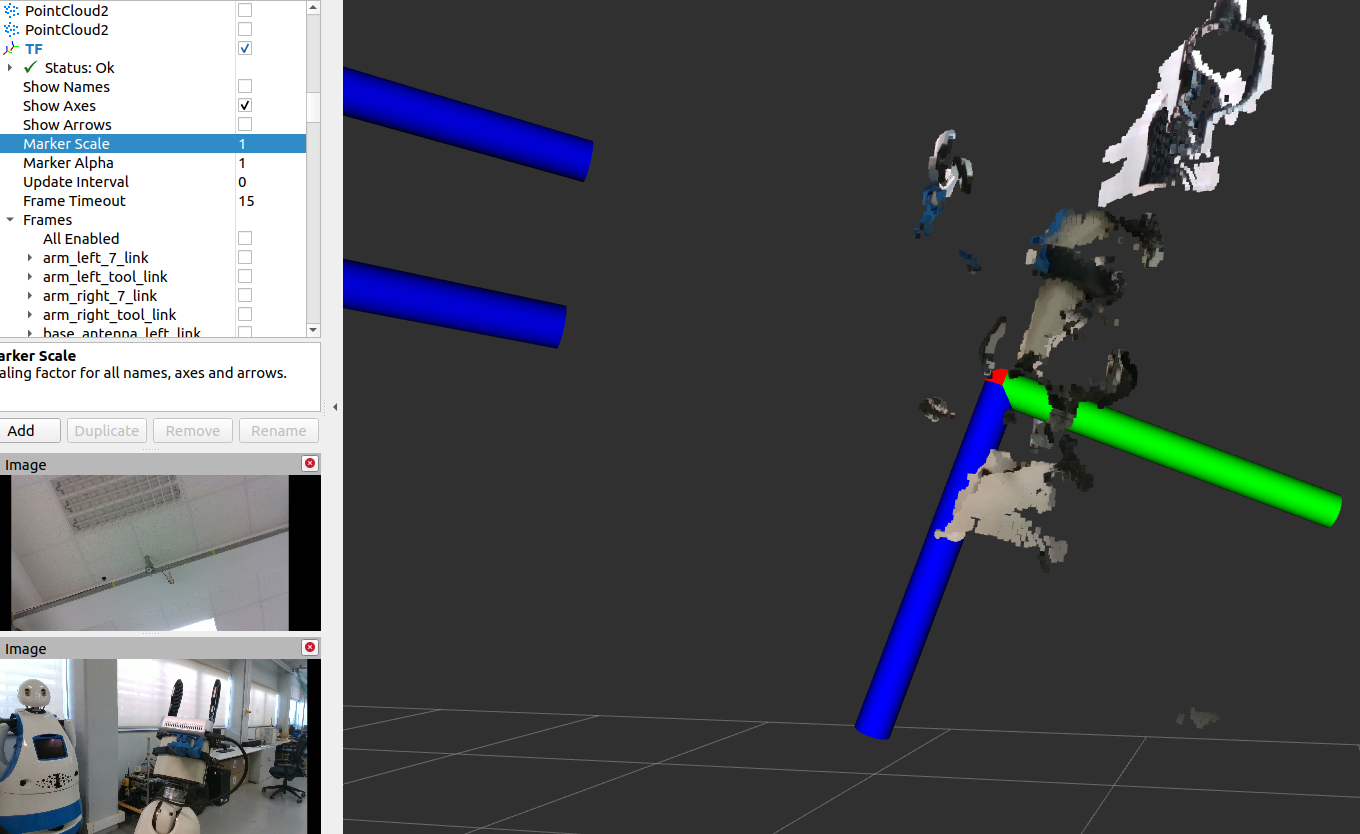 PointCloud2
PointCloud2
TF
Status: Ok
Show Names
Show Axes
Show Arrows
Marker Scale 1
Marker Alpha 1
Update Interval 0
Frame Timeout 15
Frames
All Enabled
arm_left_7_link
arm_left_tool_link
arm_right_7_link
arm_right_tool_link
base_antenna_left_link
arker Scale
aling factor for all names, axes and arrows.
Add Duplicate Remove Rename
Image
Image